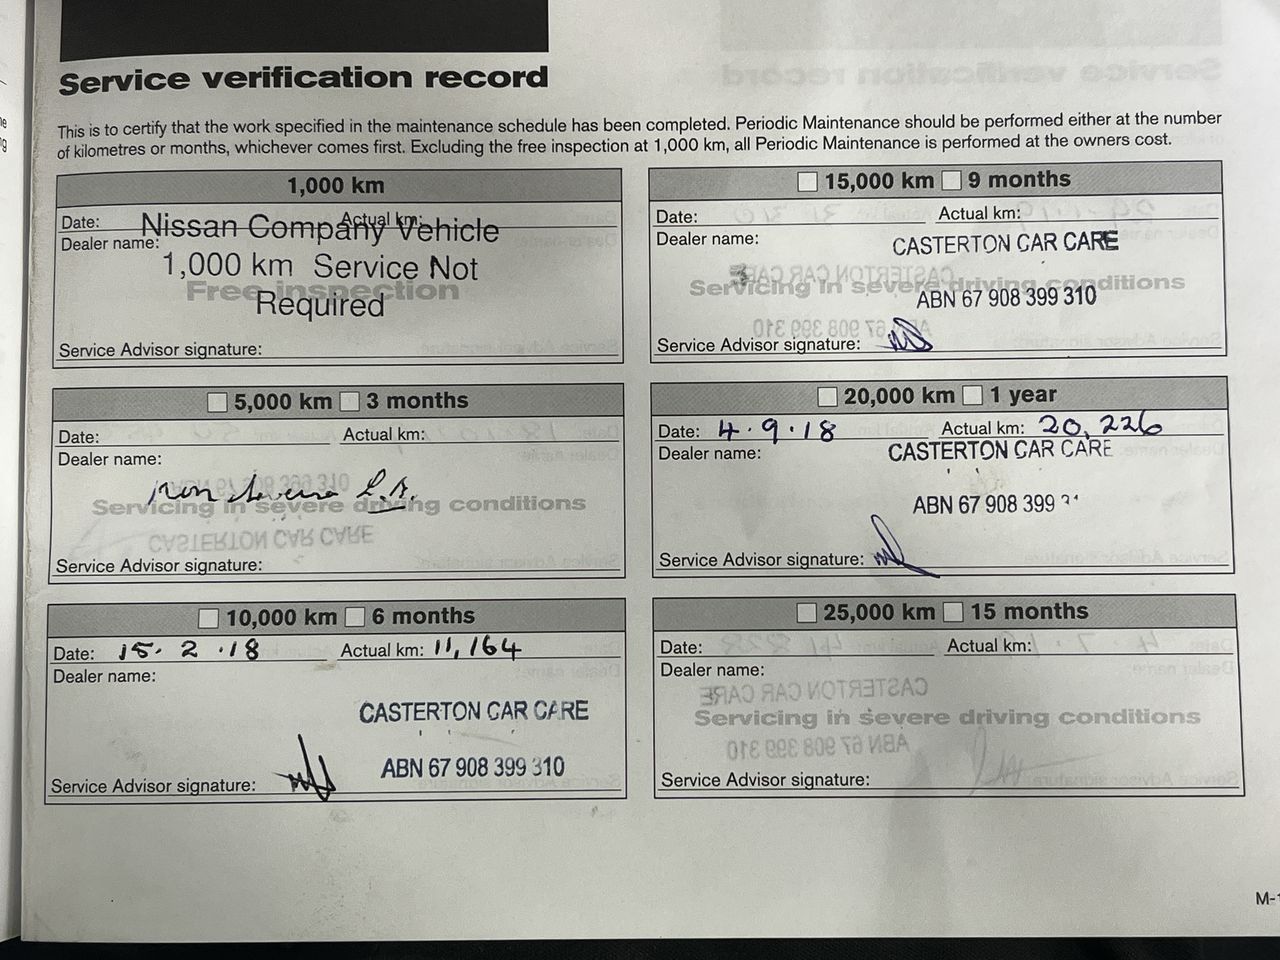 Service verification record
This is to certify that the work specified in the maintenance schedule has been completed. Periodic Maintenance should be performed either at the number
of kilometres or months, whichever comes first. Excluding the free inspection at 1,000 km, all Periodic Maintenance is performed at the owners cost.
1,000 km
Date: Actual km:
Nissan Company Vehicle
Dealer name:
1,000 km Service Not
Free inspection
Required
Service Advisor signature:
5,000 km 3 months
Date: Actual km:
Dealer name:
Servicing in severe driving conditions
Service Advisor signature:
10,000 km 6 months
Date: 15.2.18 Actual km: 11,164
Dealer name:
CASTERTON CAR CARE
ABN 67 908 399 310
Service Advisor signature:
15,000 km 9 months
Date: Actual km:
Dealer name:
CASTERTON CAR CARE
Servicing in severe driving conditions
ABN 67 908 399 310
Service Advisor signature:
20,000 km 1 year
Date: 4.9.18 Actual km: 20,226
Dealer name:
CASTERTON CAR CARE
ABN 67 908 399
Service Advisor signature:
25,000 km 15 months
Date: Actual km:
Dealer name:
Servicing in severe driving conditions
Service Advisor signature: